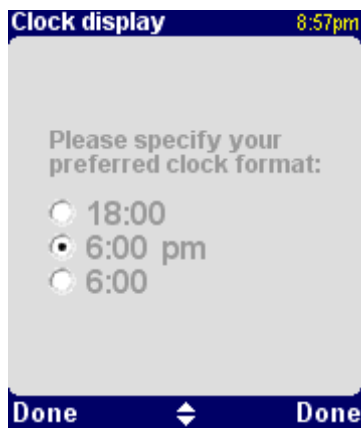 Clock display 8:57pm
Please specify your
preferred clock format:
18:00
6:00 pm
6:00
Done Done